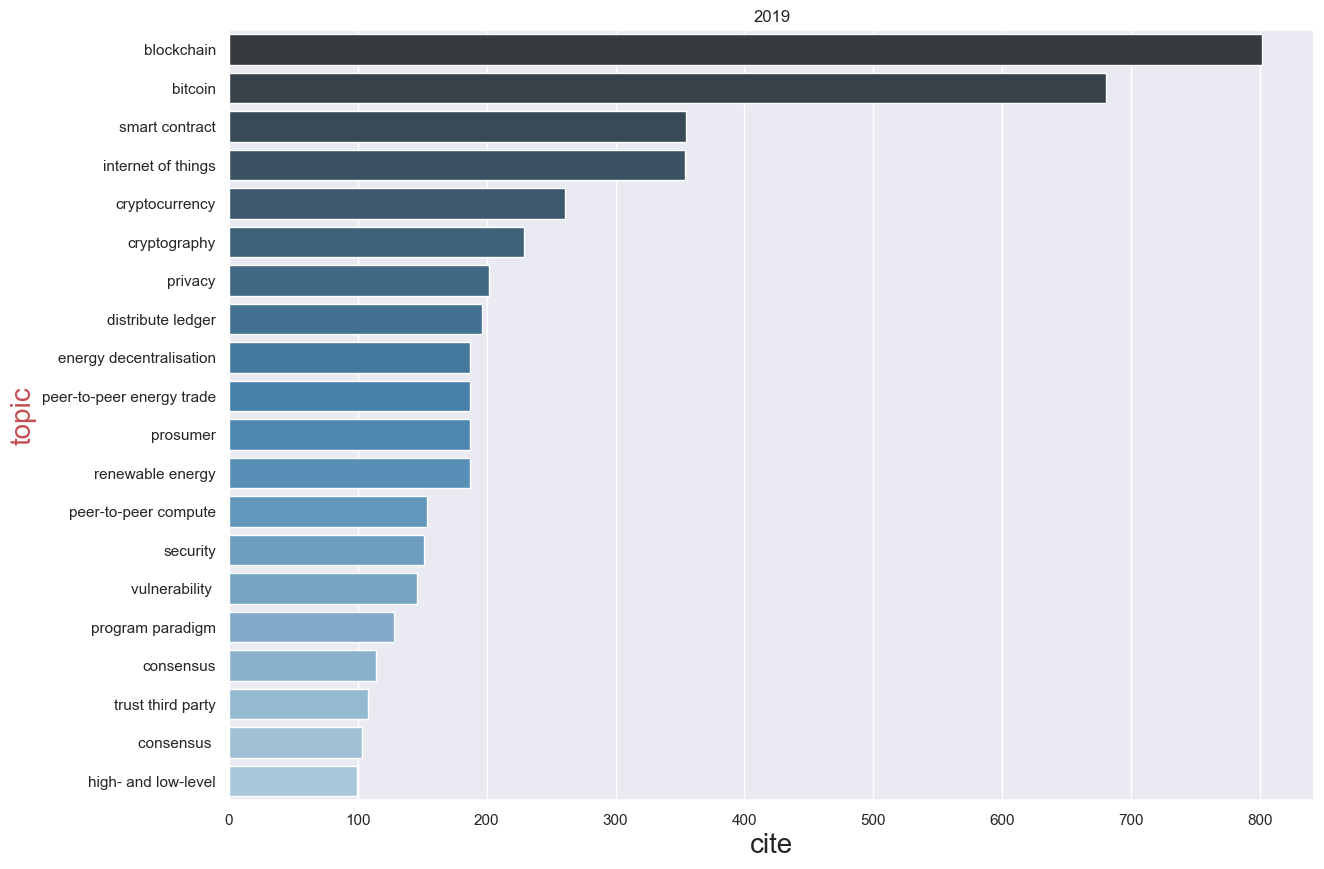 2019
blockchain
bitcoin
smart contract
internet of things
cryptocurrency
cryptography
privacy
distribute ledger
energy decentralisation
peer-to-peer energy trade
prosumer
renewable energy
peer-to-peer compute
security
vulnerability
program paradigm
consensus
trust third party
consensus
high- and low-level
topic
0 100 200 300 400 500 600 700 800
cite